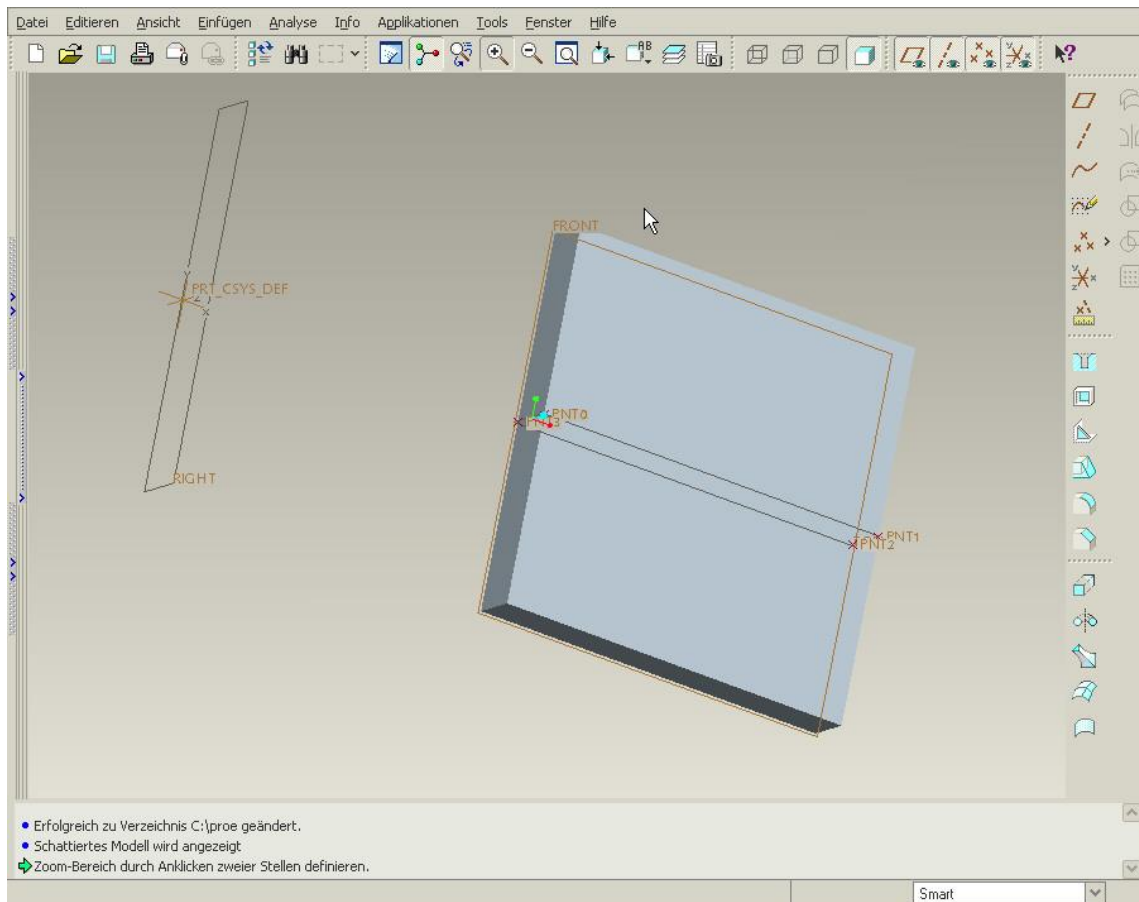 Datei Editieren Ansicht Einfügen Analyse Info Applikationen Tools Fenster Hilfe
FRONT
PRT_CSYS_DEF
RIGHT
PNT0
PNT3
PNT1
PNT2
Erfolgreich zu Verzeichnis C:\proe geändert.
Schattiertes Modell wird angezeigt
Zoom-Bereich durch Anklicken zweier Stellen definieren.
Smart